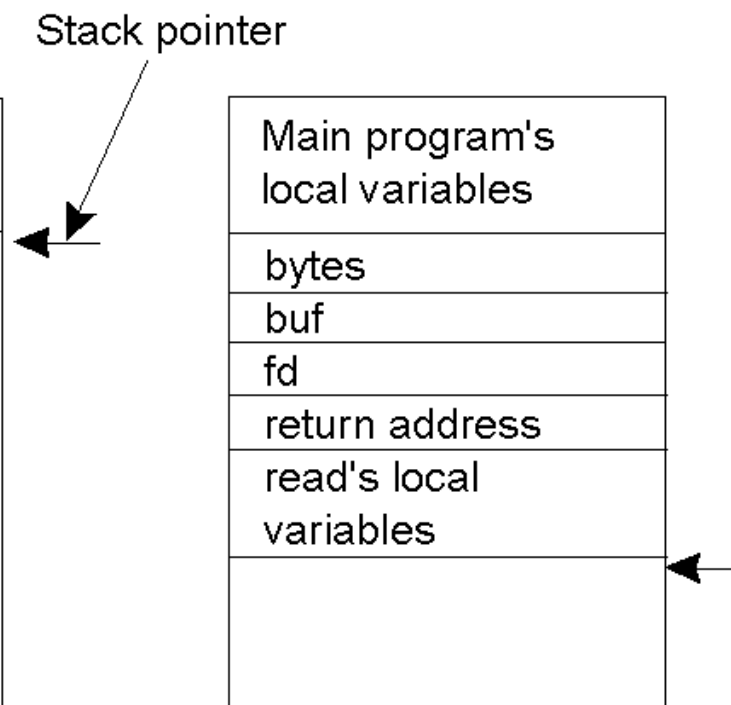 Stack pointer
Main program's
local variables
bytes
buf
fd
return address
read's local
variables